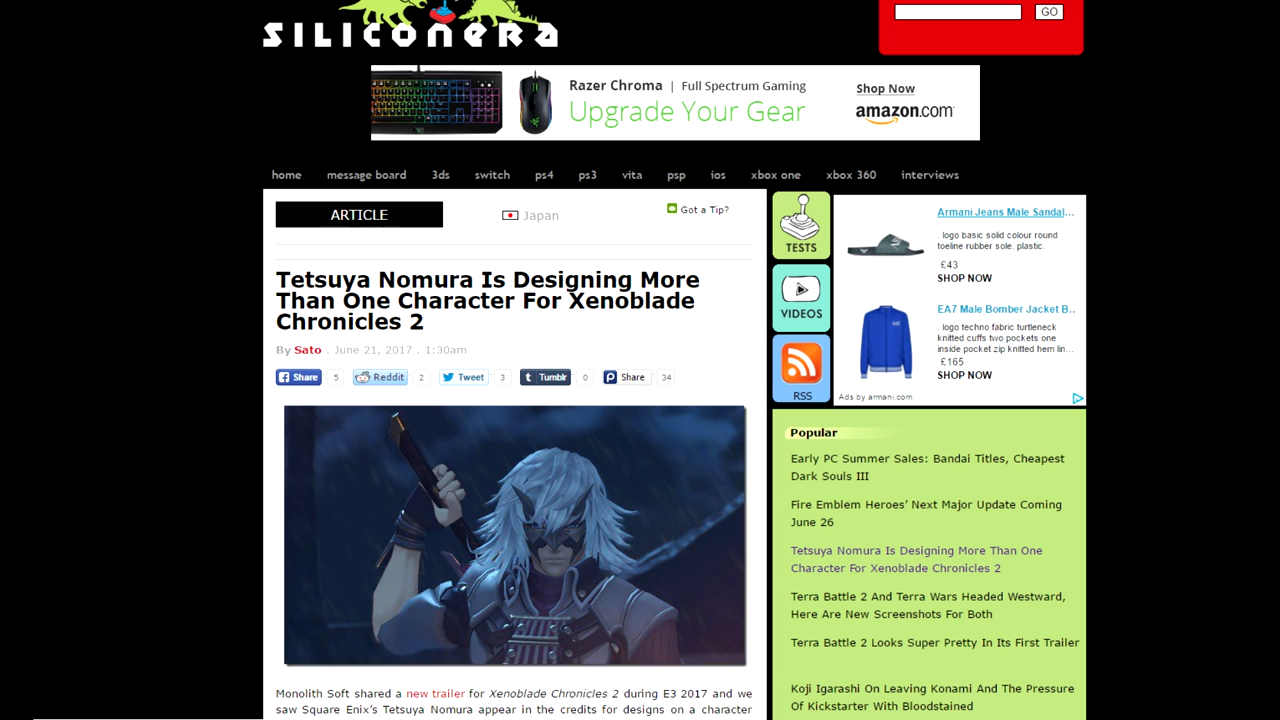 SILICONERA
GO
Razer Chroma | Full Spectrum Gaming
Upgrade Your Gear
Shop Now
amazon.com
home message board 3ds switch ps4 ps3 vita psp ios xbox one xbox 360 interviews
ARTICLE
Japan
Got a Tip?
Tetsuya Nomura Is Designing More
Than One Character For Xenoblade
Chronicles 2
By Sato . June 21, 2017 . 1:30am
Share 5 Reddit 2 Tweet 3 Tumblr 0 Share 34
Monolith Soft shared a new trailer for Xenoblade Chronicles 2 during E3 2017 and we
saw Square Enix's Tetsuya Nomura appear in the credits for designs on a character
TESTS
VIDEOS
RSS
Armani Jeans Male Sandal...
. logo basic solid colour round
toeline rubber sole. plastic.
£43
SHOP NOW
EA7 Male Bomber Jacket B..
. logo techno fabric turtleneck
knitted cuffs two pockets one
inside pocket zip knitted hem lin...
£165
SHOP NOW
Ads by armani.com
Popular
Early PC Summer Sales: Bandai Titles, Cheapest
Dark Souls III
Fire Emblem Heroes' Next Major Update Coming
June 26
Tetsuya Nomura Is Designing More Than One
Character For Xenoblade Chronicles 2
Terra Battle 2 And Terra Wars Headed Westward,
Here Are New Screenshots For Both
Terra Battle 2 Looks Super Pretty In Its First Trailer
Koji Igarashi On Leaving Konami And The Pressure
Of Kickstarter With Bloodstained